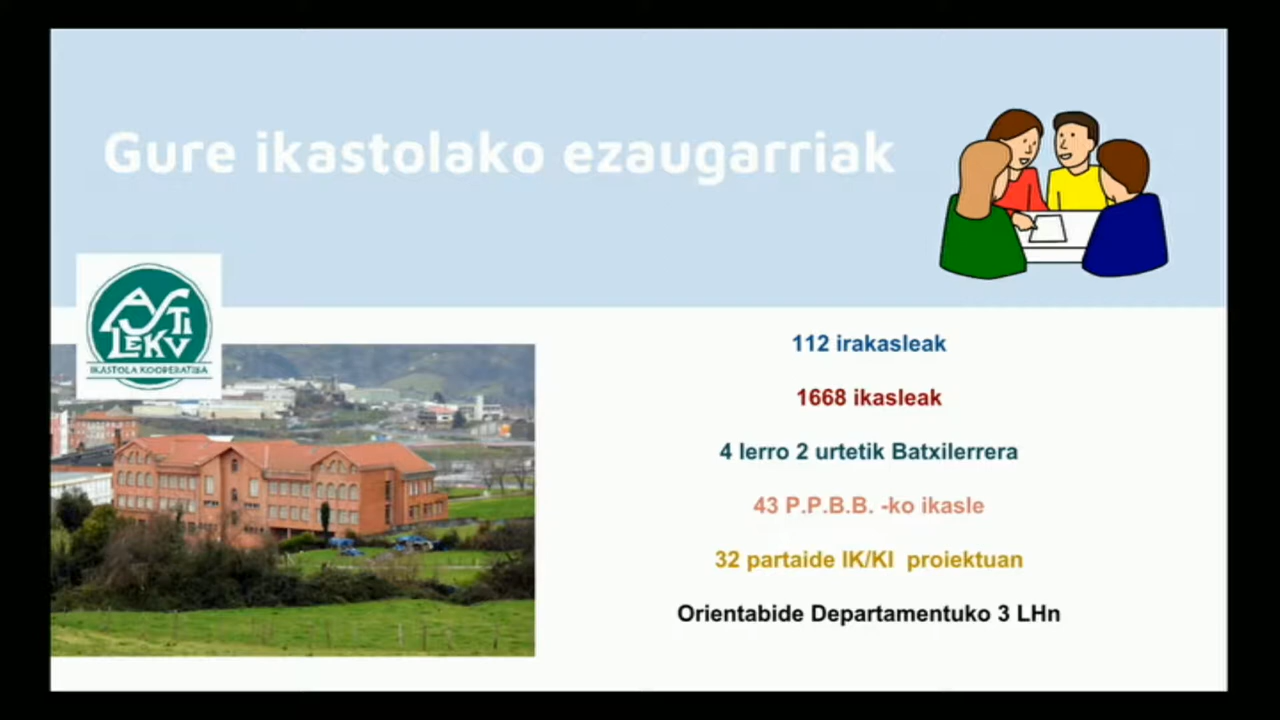 Gure ikastolako ezaugarriak
ASTI
LEKU
IKASTOLA KOOPERATIBA
112 irakasleak
1668 ikasleak
4 lerro 2 urtetik Batxilerrera
43 P.P.B.B. -ko ikasle
32 partaide IK/KI proiektuan
Orientabide Departamentuko 3 LHn